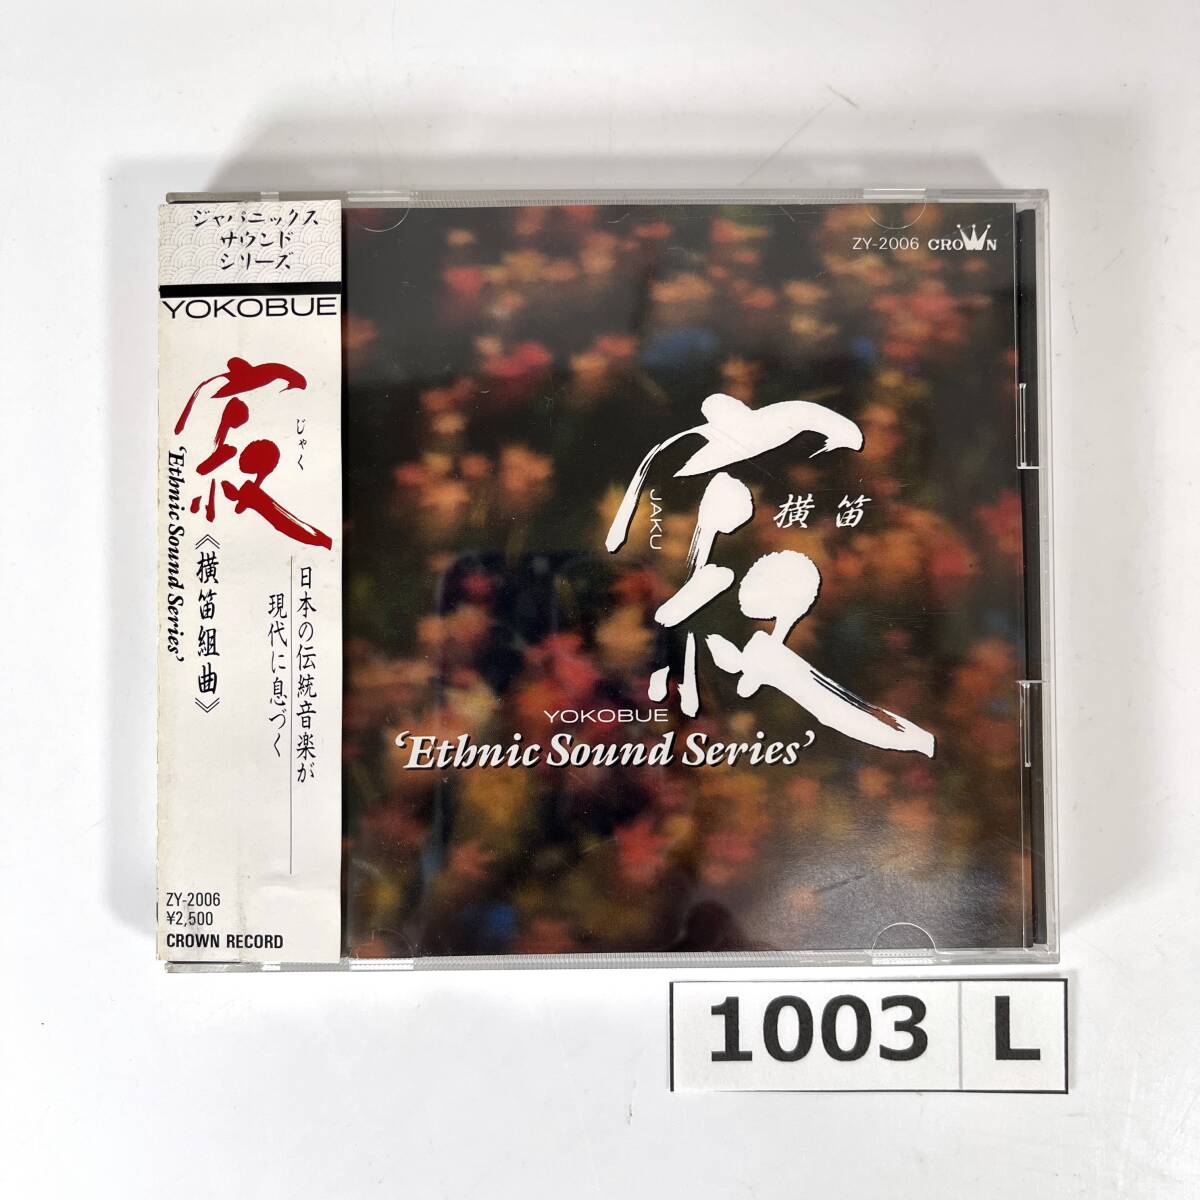 ジャパニックス
サウンド
シリーズ
YOKOBUE
寂
じゃく
'Ethnic Sound Series'
《横笛組曲》
日本の伝統音楽が
現代に息づく
ZY-2006
¥2,500
CROWN RECORD
ZY-2006 CROWN
寂
JAKU
横笛
YOKOBUE
'Ethnic Sound Series'
1003 L